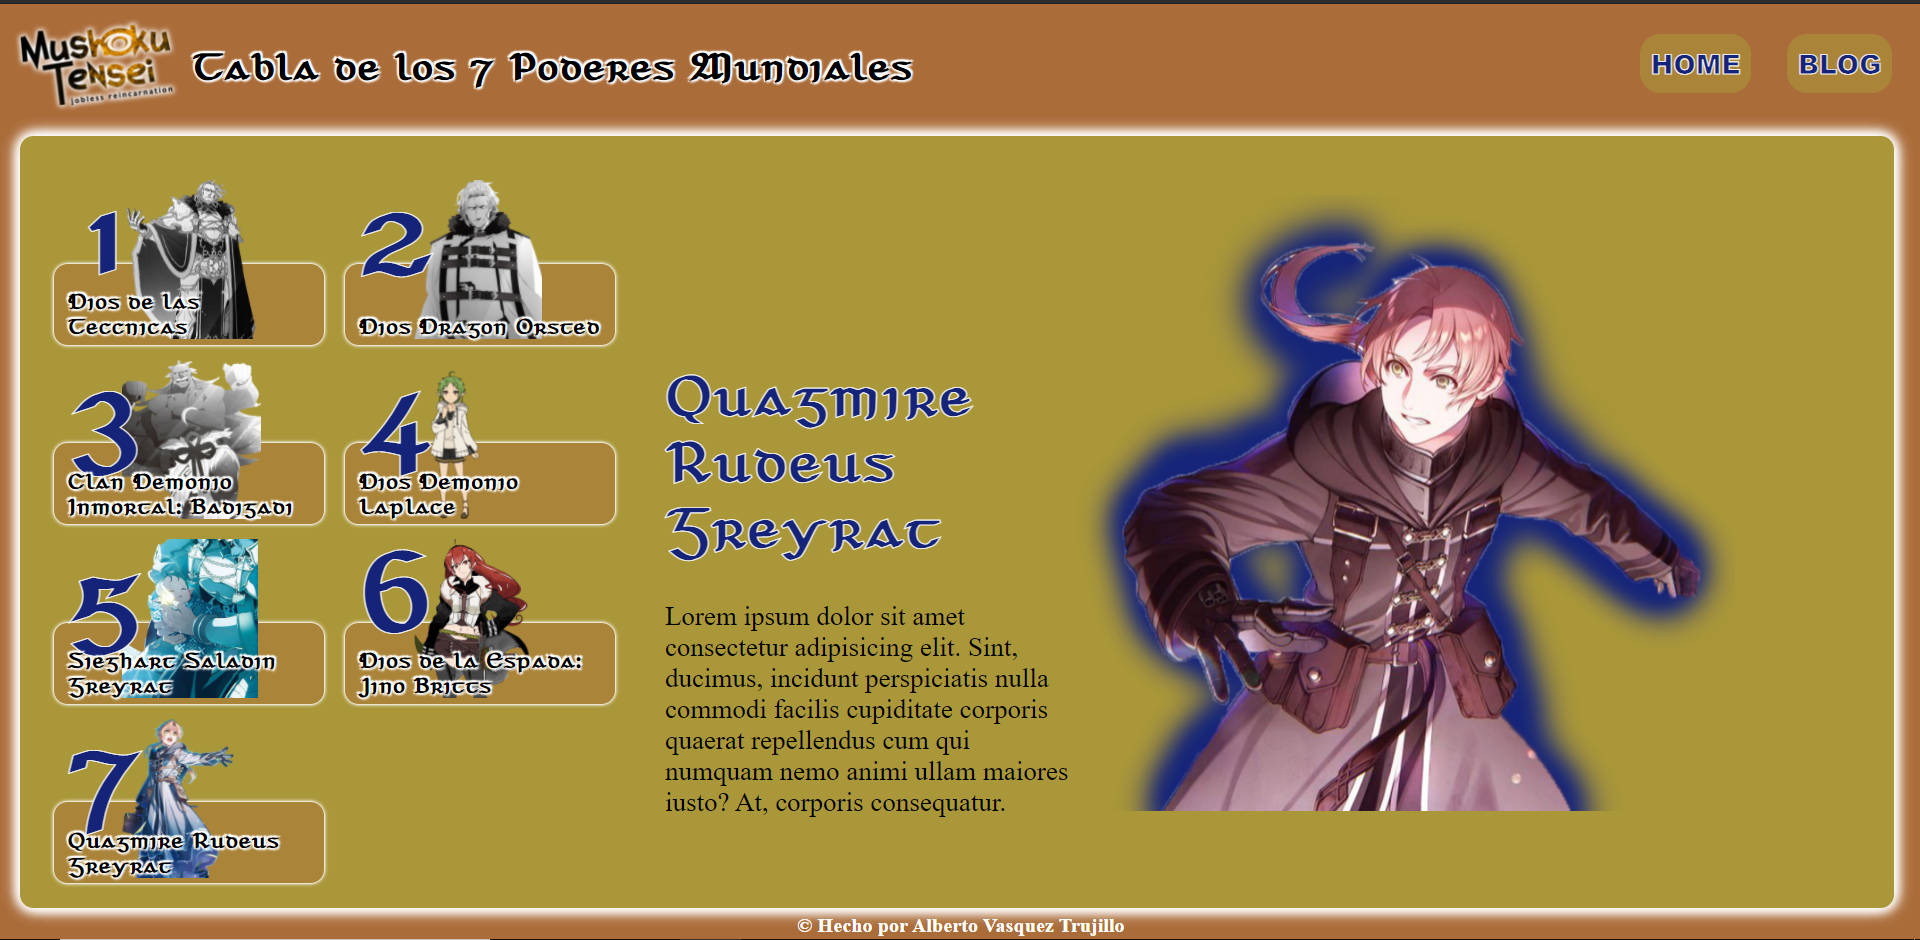 Mushoku
Tensei
jobless reincarnation
Tabla de los 7 Poderes Mundiales
HOME
BLOG
1
Dios de las
Teccnicas
2
Dios Dragon Orsted
3
Clan Demonio
Inmortal: Badigadi
4
Dios Demonio
Laplace
5
Sieghart Saladin
Greyrat
6
Dios de la Espada:
Jino Britts
7
Quagmire Rudeus
Greyrat
Quagmire
Rudeus
Greyrat
Lorem ipsum dolor sit amet
consectetur adipisicing elit. Sint,
ducimus, incidunt perspiciatis nulla
commodi facilis cupiditate corporis
quaerat repellendus cum qui
numquam nemo animi ullam maiores
iusto? At, corporis consequatur.
© Hecho por Alberto Vasquez Trujillo